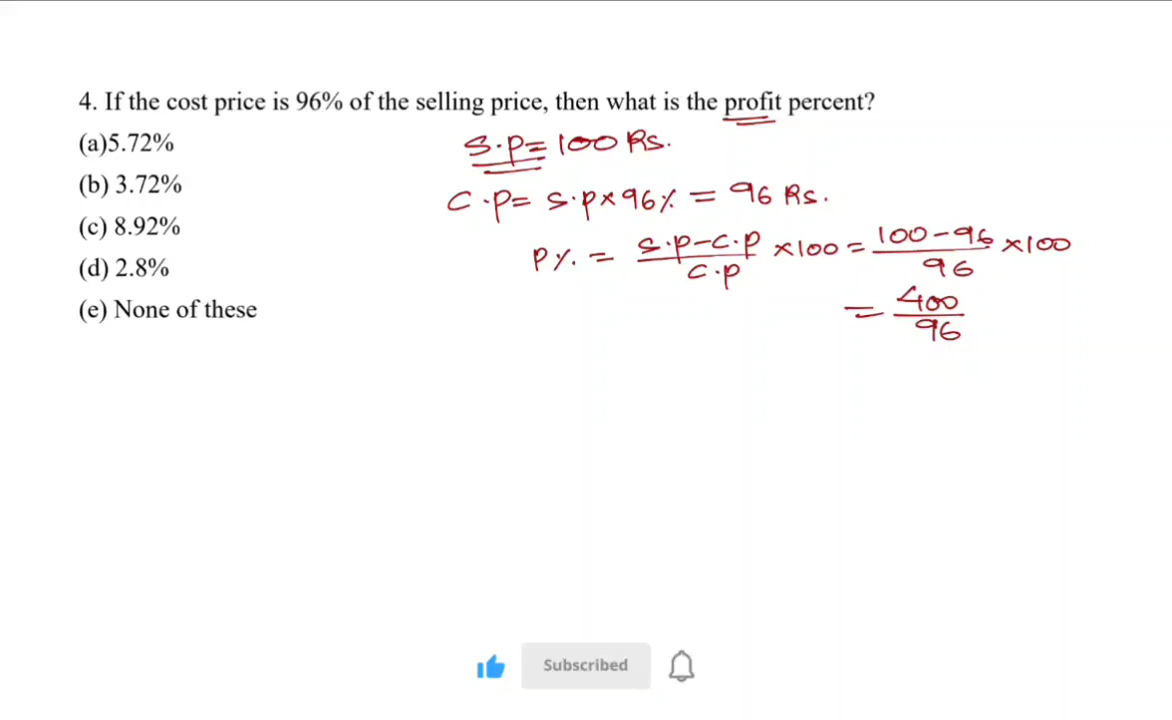 4. If the cost price is 96% of the selling price, then what is the profit percent?
(a)5.72%
S.P= 100 Rs.
(b) 3.72%
C.P= S.P×96% = 96 Rs.
(c) 8.92%
P%. = S.P-C.P/C.P ×100 = 100-96/96 ×100
(d) 2.8%
(e) None of these
= 400/96
Subscribed